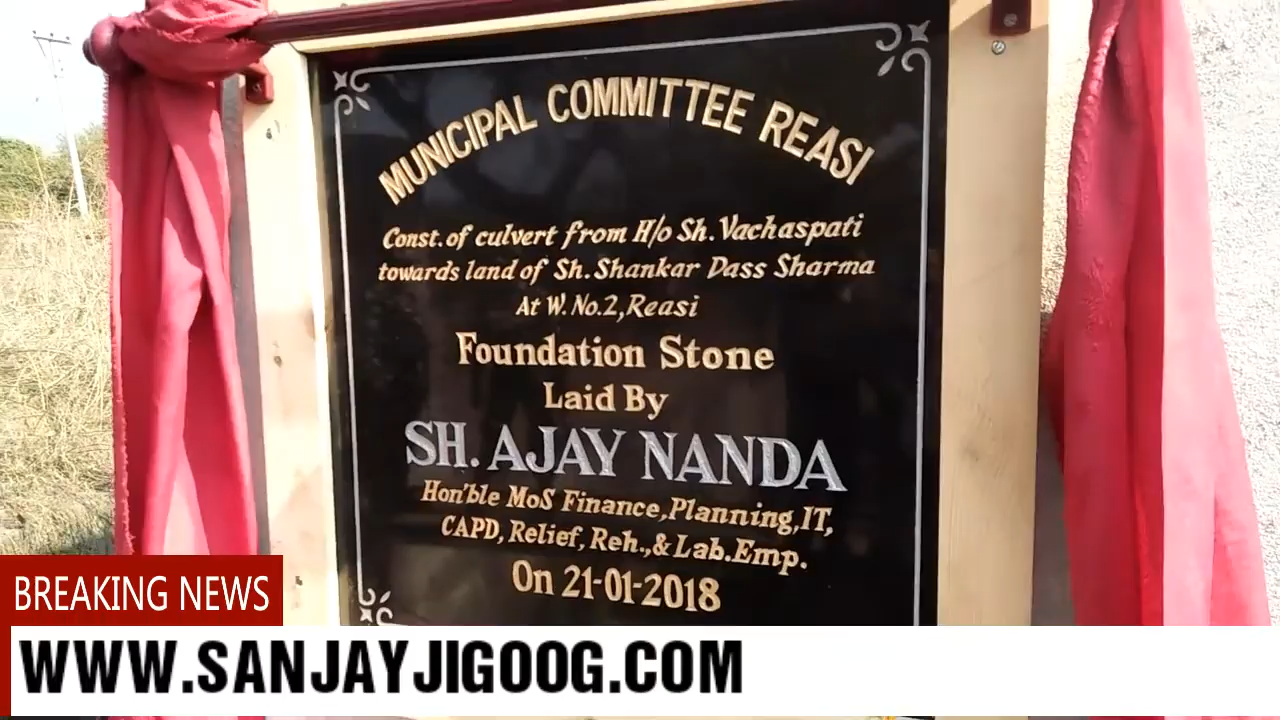 MUNICIPAL COMMITTEE REASI
Const. of culvert from H/o Sh. Vachaspati
towards land of Sh. Shankar Dass Sharma
At W. No.2, Reasi
Foundation Stone
Laid By
SH. AJAY NANDA
Hon'ble MoS Finance, Planning, IT,
CAPD, Relief, Reh., & Lab. Emp.
On 21-01-2018
BREAKING NEWS
WWW.SANJAYJIGOOG.COM